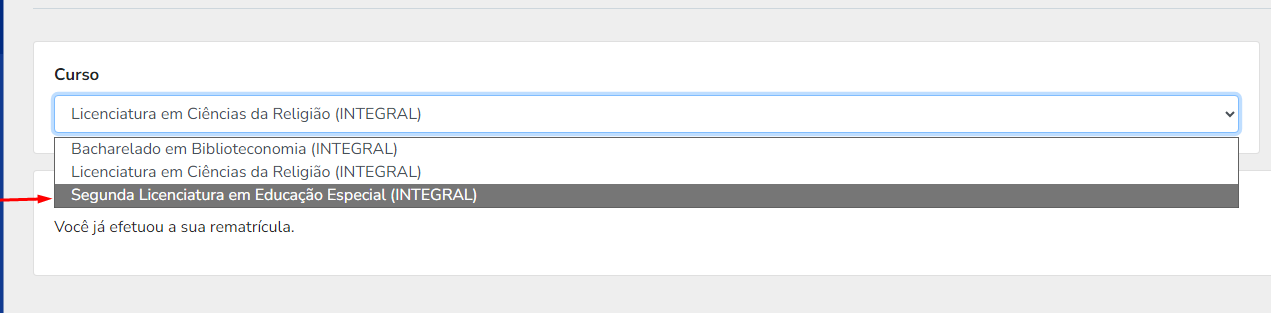 Curso
Licenciatura em Ciências da Religião (INTEGRAL)
Bacharelado em Biblioteconomia (INTEGRAL)
Licenciatura em Ciências da Religião (INTEGRAL)
Segunda Licenciatura em Educação Especial (INTEGRAL)
Você já efetuou a sua rematrícula.